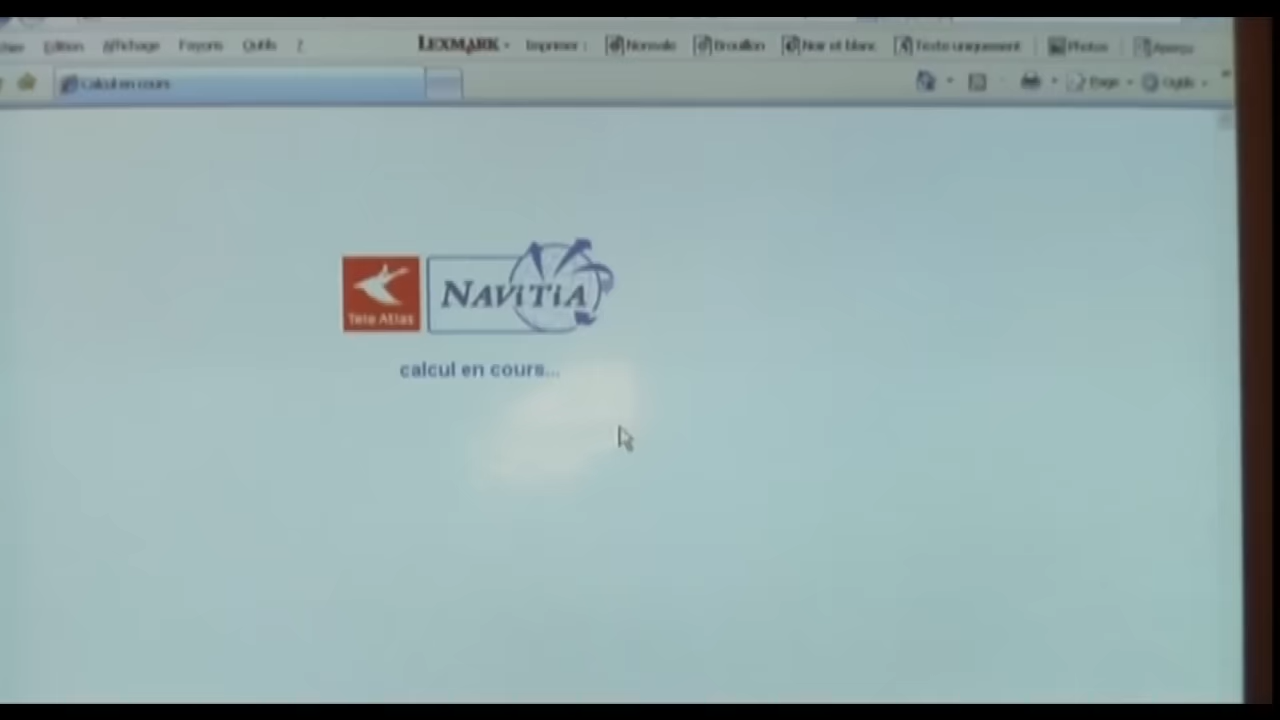 Edition Affichage Favoris Outils ? LEXMARK Imprimer : Normale Brouillon Noir et blanc Texte uniquement Photos Aperçu
Calcul en cours Page Outils
Tele Atlas NAViTiA
calcul en cours...